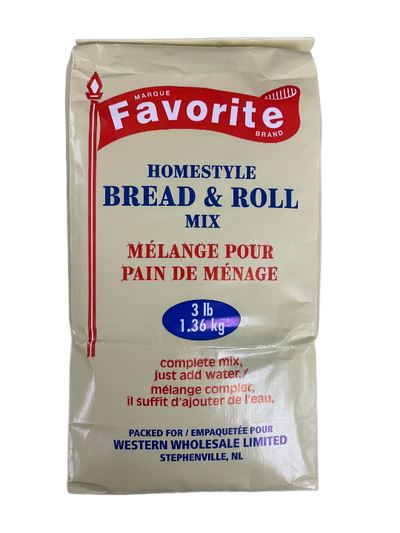 MARQUE
Favorite
BRAND
HOMESTYLE
BREAD & ROLL
MIX
MÉLANGE POUR
PAIN DE MÉNAGE
3 lb
1.36 kg
complete mix,
just add water./
mélange complet,
il suffit d'ajouter de l'eau.
PACKED FOR / EMPAQUETÉE POUR
WESTERN WHOLESALE LIMITED
STEPHENVILLE, NL